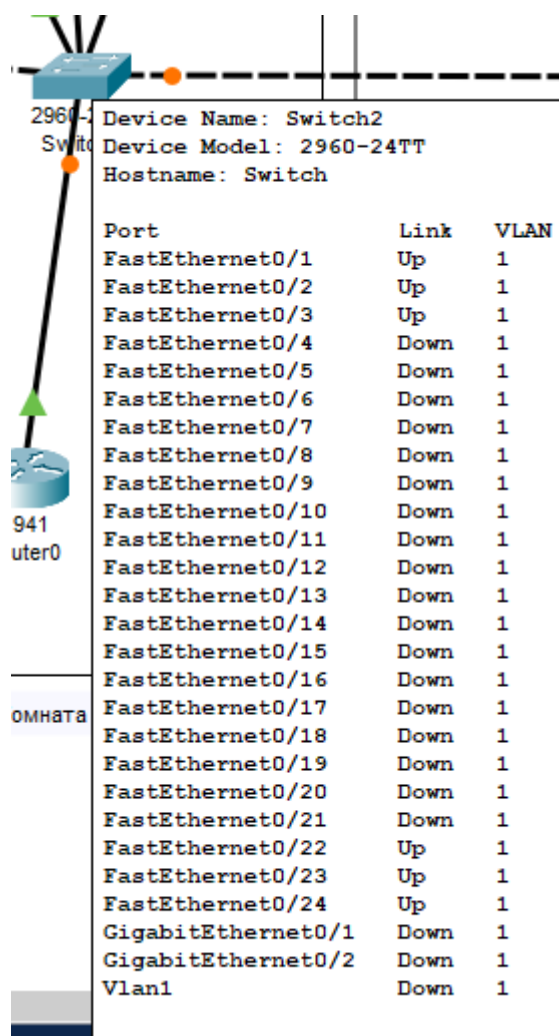 2960-2
Switc
Device Name: Switch2
Device Model: 2960-24TT
Hostname: Switch
Port Link VLAN
FastEthernet0/1 Up 1
FastEthernet0/2 Up 1
FastEthernet0/3 Up 1
FastEthernet0/4 Down 1
FastEthernet0/5 Down 1
FastEthernet0/6 Down 1
FastEthernet0/7 Down 1
FastEthernet0/8 Down 1
FastEthernet0/9 Down 1
FastEthernet0/10 Down 1
FastEthernet0/11 Down 1
FastEthernet0/12 Down 1
FastEthernet0/13 Down 1
FastEthernet0/14 Down 1
FastEthernet0/15 Down 1
FastEthernet0/16 Down 1
FastEthernet0/17 Down 1
FastEthernet0/18 Down 1
FastEthernet0/19 Down 1
FastEthernet0/20 Down 1
FastEthernet0/21 Down 1
FastEthernet0/22 Up 1
FastEthernet0/23 Up 1
FastEthernet0/24 Up 1
GigabitEthernet0/1 Down 1
GigabitEthernet0/2 Down 1
Vlan1 Down 1
941
uter0
омната